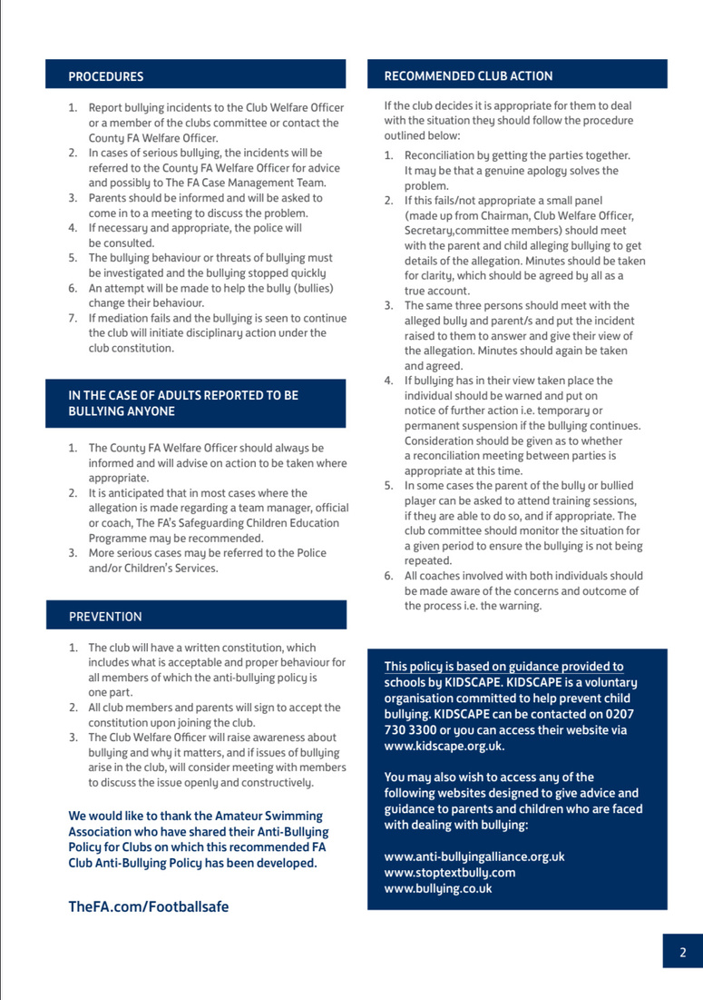 PROCEDURES
1. Report bullying incidents to the Club Welfare Officer
or a member of the clubs committee or contact the
County FA Welfare Officer.
2. In cases of serious bullying, the incidents will be
referred to the County FA Welfare Officer for advice
and possibly to The FA Case Management Team.
3. Parents should be informed and will be asked to
come in to a meeting to discuss the problem.
4. If necessary and appropriate, the police will
be consulted.
5. The bullying behaviour or threats of bullying must
be investigated and the bullying stopped quickly
6. An attempt will be made to help the bully (bullies)
change their behaviour.
7. If mediation fails and the bullying is seen to continue
the club will initiate disciplinary action under the
club constitution.
IN THE CASE OF ADULTS REPORTED TO BE
BULLYING ANYONE
1. The County FA Welfare Officer should always be
informed and will advise on action to be taken where
appropriate.
2. It is anticipated that in most cases where the
allegation is made regarding a team manager, official
or coach, The FA's Safeguarding Children Education
Programme may be recommended.
3. More serious cases may be referred to the Police
and/or Children's Services.
PREVENTION
1. The club will have a written constitution, which
includes what is acceptable and proper behaviour for
all members of which the anti-bullying policy is
one part.
2. All club members and parents will sign to accept the
constitution upon joining the club.
3. The Club Welfare Officer will raise awareness about
bullying and why it matters, and if issues of bullying
arise in the club, will consider meeting with members
to discuss the issue openly and constructively.
We would like to thank the Amateur Swimming
Association who have shared their Anti-Bullying
Policy for Clubs on which this recommended FA
Club Anti-Bullying Policy has been developed.
TheFA.com/Footballsafe
RECOMMENDED CLUB ACTION
If the club decides it is appropriate for them to deal
with the situation they should follow the procedure
outlined below:
1. Reconciliation by getting the parties together.
It may be that a genuine apology solves the
problem.
2. If this fails/not appropriate a small panel
(made up from Chairman, Club Welfare Officer,
Secretary,committee members) should meet
with the parent and child alleging bullying to get
details of the allegation. Minutes should be taken
for clarity, which should be agreed by all as a
true account.
3. The same three persons should meet with the
alleged bully and parent/s and put the incident
raised to them to answer and give their view of
the allegation. Minutes should again be taken
and agreed.
4. If bullying has in their view taken place the
individual should be warned and put on
notice of further action i.e. temporary or
permanent suspension if the bullying continues.
Consideration should be given as to whether
a reconciliation meeting between parties is
appropriate at this time.
5. In some cases the parent of the bully or bullied
player can be asked to attend training sessions,
if they are able to do so, and if appropriate. The
club committee should monitor the situation for
a given period to ensure the bullying is not being
repeated.
6. All coaches involved with both individuals should
be made aware of the concerns and outcome of
the process i.e. the warning.
This policy is based on guidance provided to
schools by KIDSCAPE. KIDSCAPE is a voluntary
organisation committed to help prevent child
bullying. KIDSCAPE can be contacted on 0207
730 3300 or you can access their website via
www.kidscape.org.uk.
You may also wish to access any of the
following websites designed to give advice and
guidance to parents and children who are faced
with dealing with bullying:
www.anti-bullyingalliance.org.uk
www.stoptextbully.com
www.bullying.co.uk
2